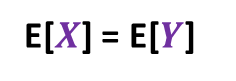 E[X] = E[Y]